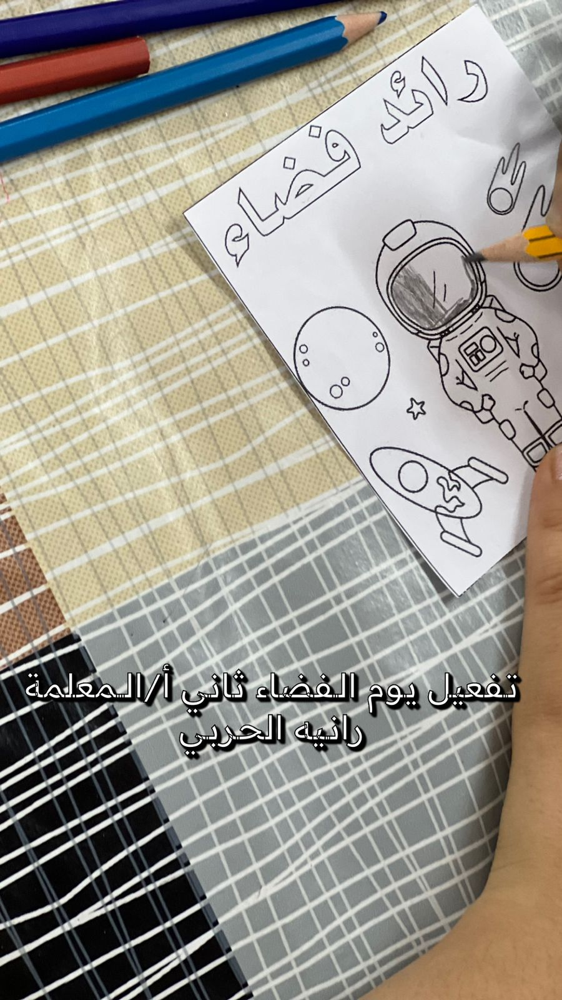 رائد فضاء
تفعيل يوم الفضاء ثاني أ/المعلمة
رانيه الحربي